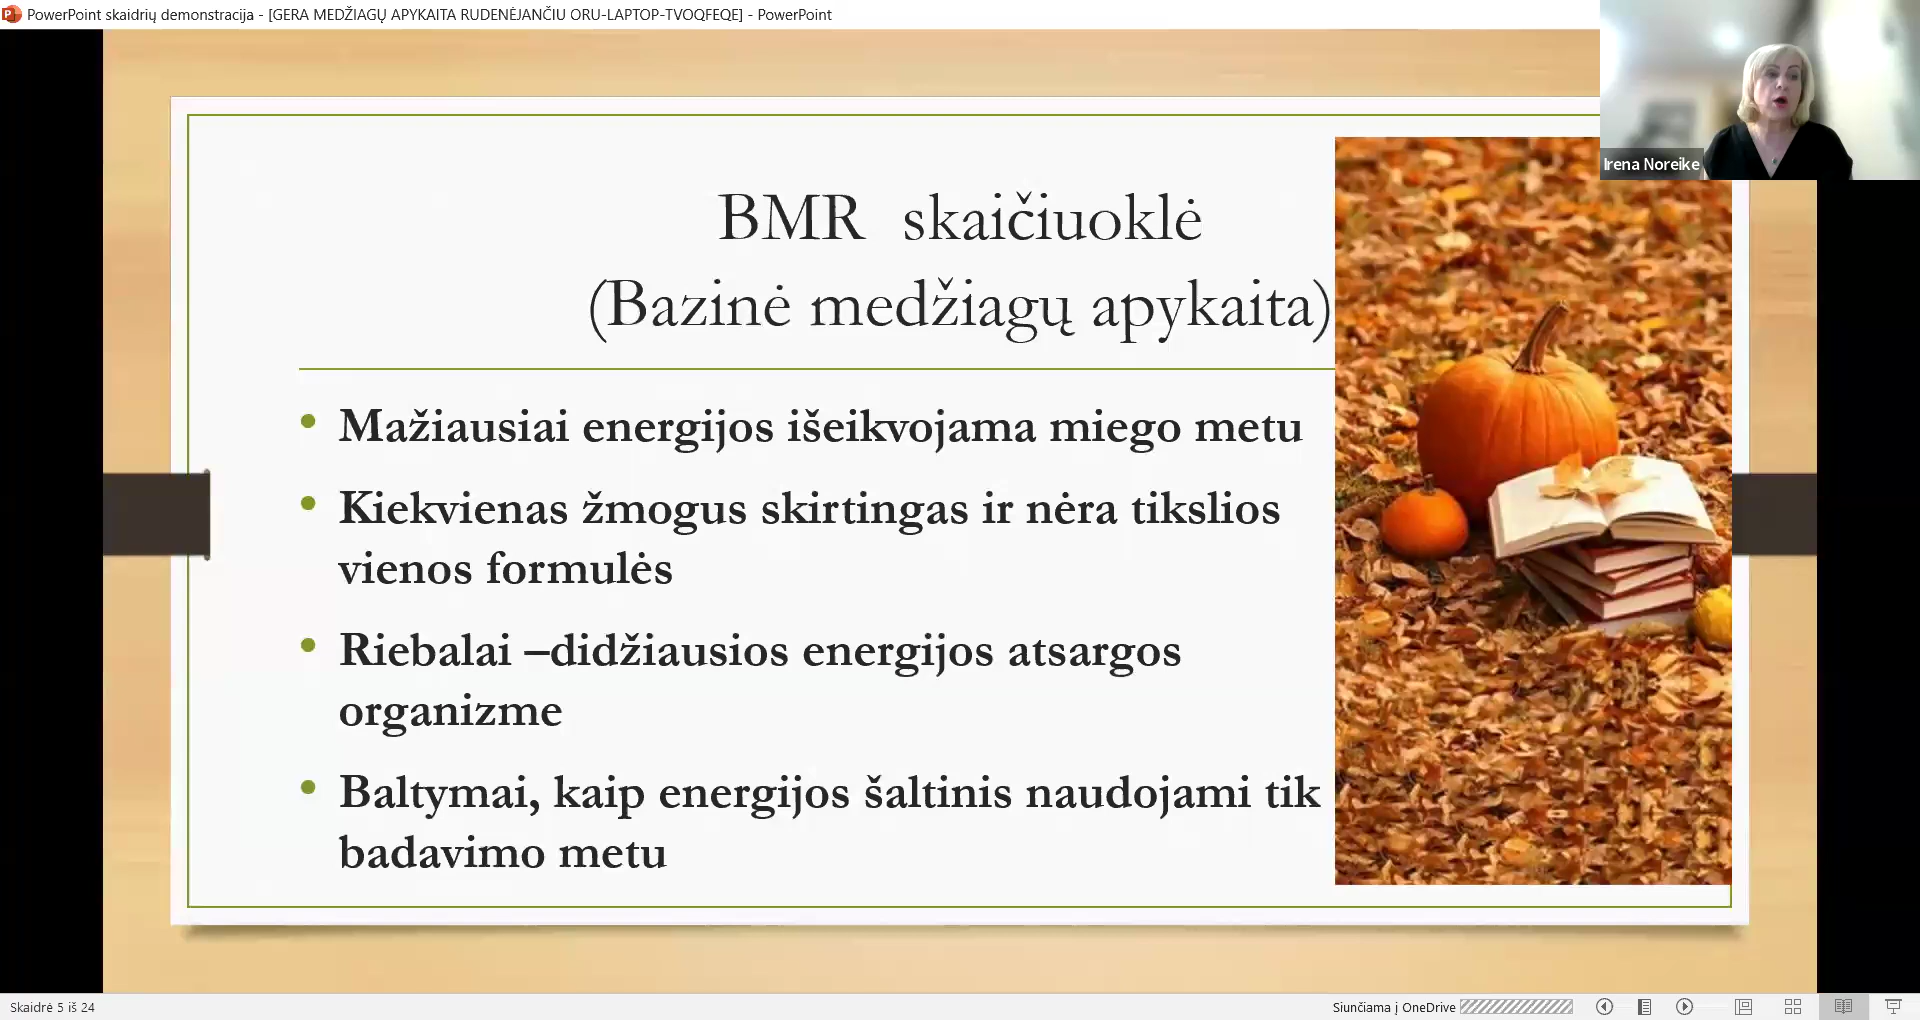 PowerPoint skaidrių demonstracija - [GERA MEDŽIAGŲ APYKAITA RUDENĖJANČIU ORU-LAPTOP-TVOQFEQE] - PowerPoint
Irena Noreike
BMR skaičiuoklė
(Bazinė medžiagų apykaita)
• Mažiausiai energijos išeikvojama miego metu
• Kiekvienas žmogus skirtingas ir nėra tikslios
vienos formulės
• Riebalai –didžiausios energijos atsargos
organizme
• Baltymai, kaip energijos šaltinis naudojami tik
badavimo metu
Skaidrė 5 iš 24
Siunčiama į OneDrive